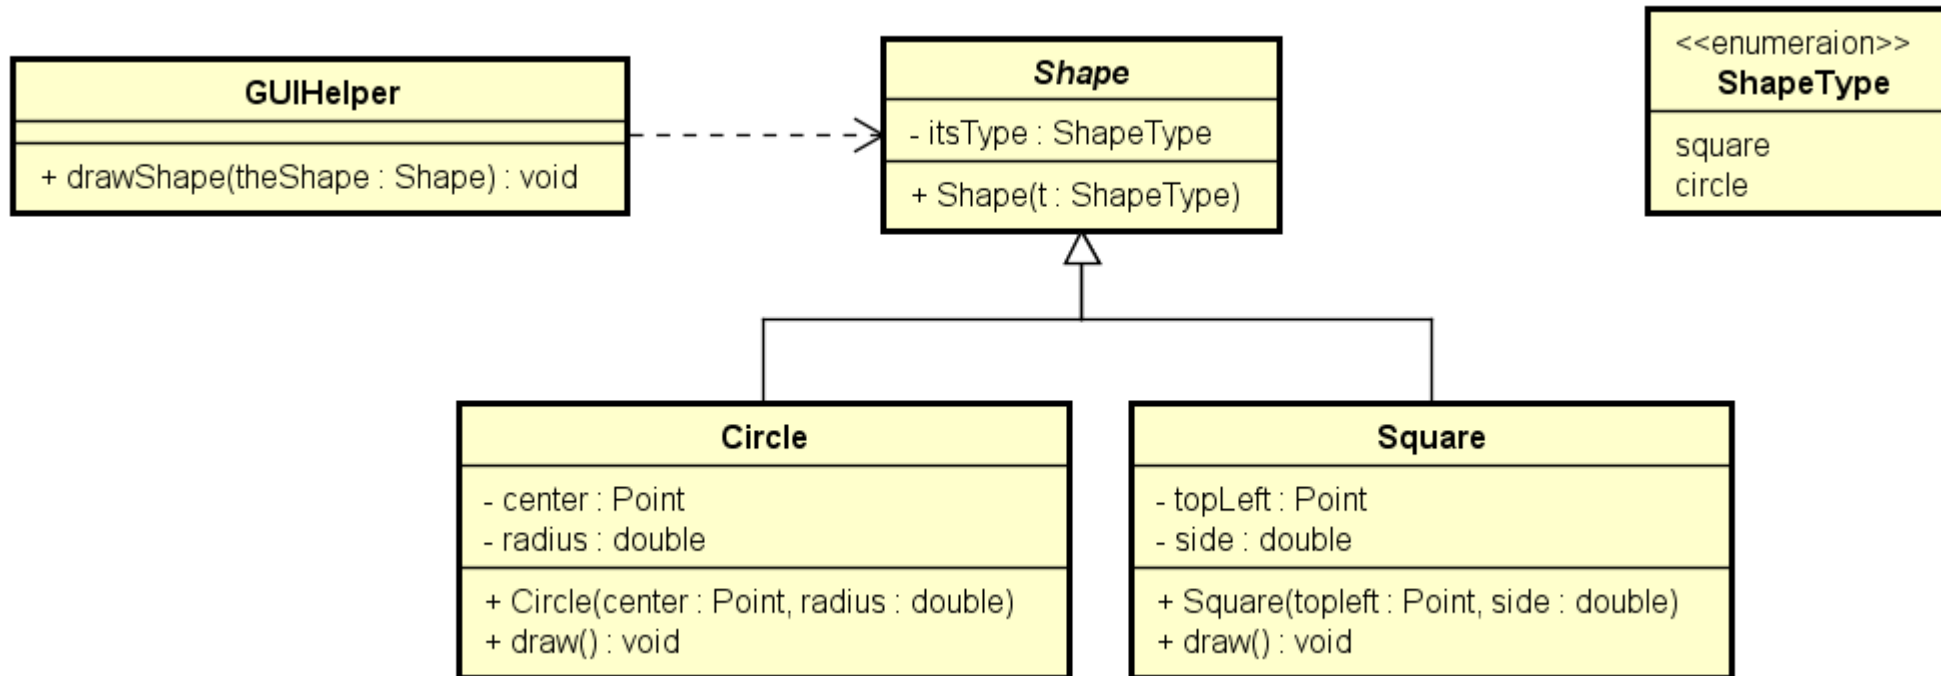 GUIHelper
+ drawShape(theShape : Shape) : void
Shape
- itsType : ShapeType
+ Shape(t : ShapeType)
<<enumeraion>>
ShapeType
square
circle
Circle
- center : Point
- radius : double
+ Circle(center : Point, radius : double)
+ draw() : void
Square
- topLeft : Point
- side : double
+ Square(topleft : Point, side : double)
+ draw() : void